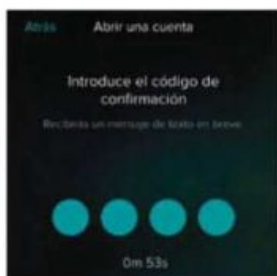 Atrás Abrir una cuenta
Introduce el código de
confirmación
Recibirás un mensaje de texto en breve
0m 53s